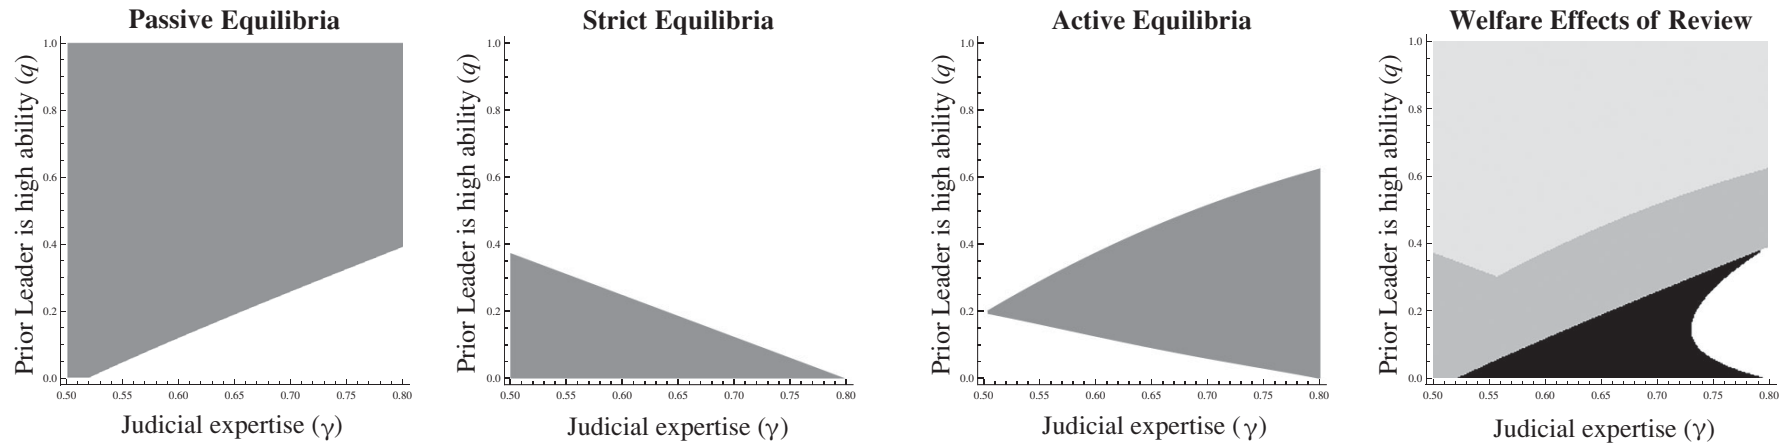 Passive Equilibria
Prior Leader is high ability (q)
1.0
0.8
0.6
0.4
0.2
0.0
0.50 0.55 0.60 0.65 0.70 0.75 0.80
Judicial expertise (γ)
Strict Equilibria
Prior Leader is high ability (q)
1.0
0.8
0.6
0.4
0.2
0.0
0.50 0.55 0.60 0.65 0.70 0.75 0.80
Judicial expertise (γ)
Active Equilibria
Prior Leader is high ability (q)
1.0
0.8
0.6
0.4
0.2
0.0
0.50 0.55 0.60 0.65 0.70 0.75 0.80
Judicial expertise (γ)
Welfare Effects of Review
Prior Leader is high ability (q)
1.0
0.8
0.6
0.4
0.2
0.0
0.50 0.55 0.60 0.65 0.70 0.75 0.80
Judicial expertise (γ)